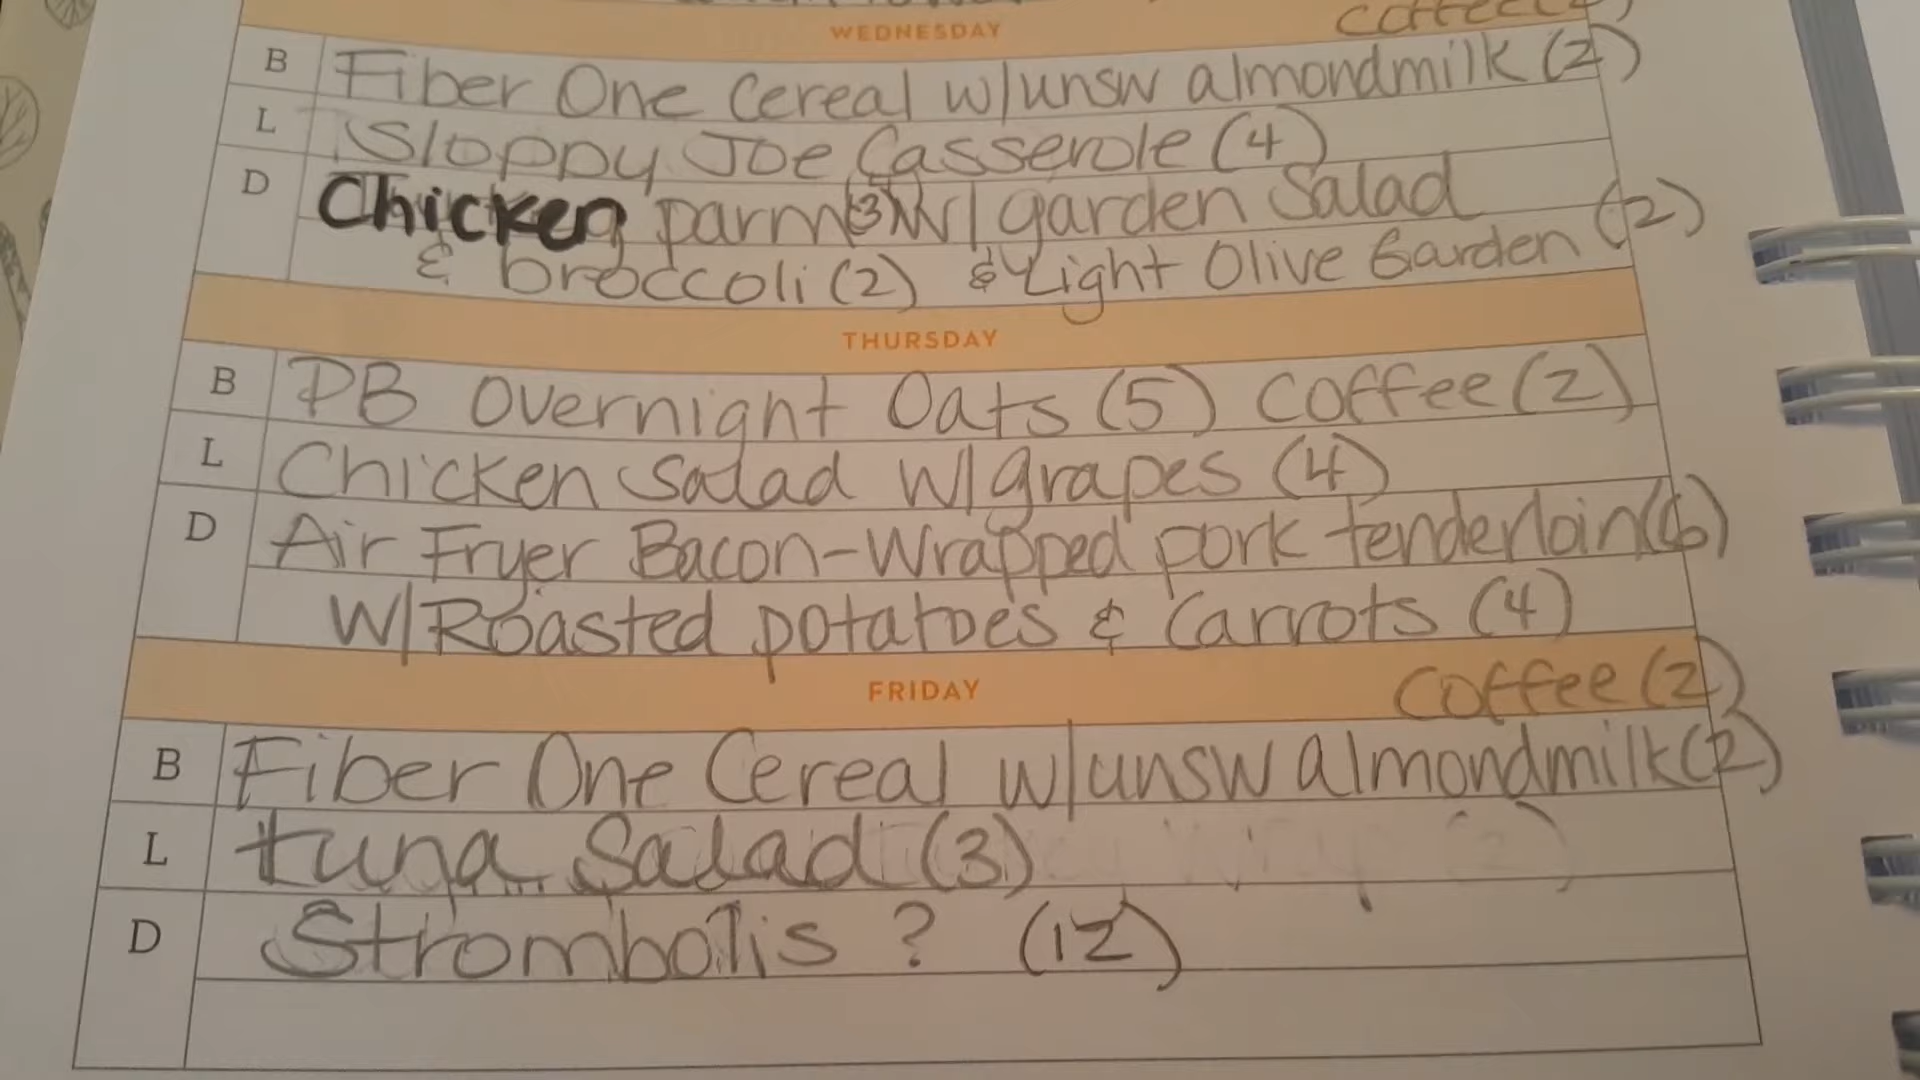 WEDNESDAY
B Fiber One Cereal w/unsw almondmilk (2)
L Sloppy Joe Casserole (4)
D Chicken parm (3) w/ garden Salad
& broccoli (2) & Light Olive Garden (2)
THURSDAY
B PB Overnight Oats (5) Coffee (2)
L Chicken Salad w/grapes (4)
D Air Fryer Bacon-Wrapped pork tenderloin (6)
w/Roasted potatoes & Carrots (4)
FRIDAY Coffee (2)
B Fiber One Cereal w/unsw almondmilk (2)
L tuna Salad (3)
D Strombolis ? (12)